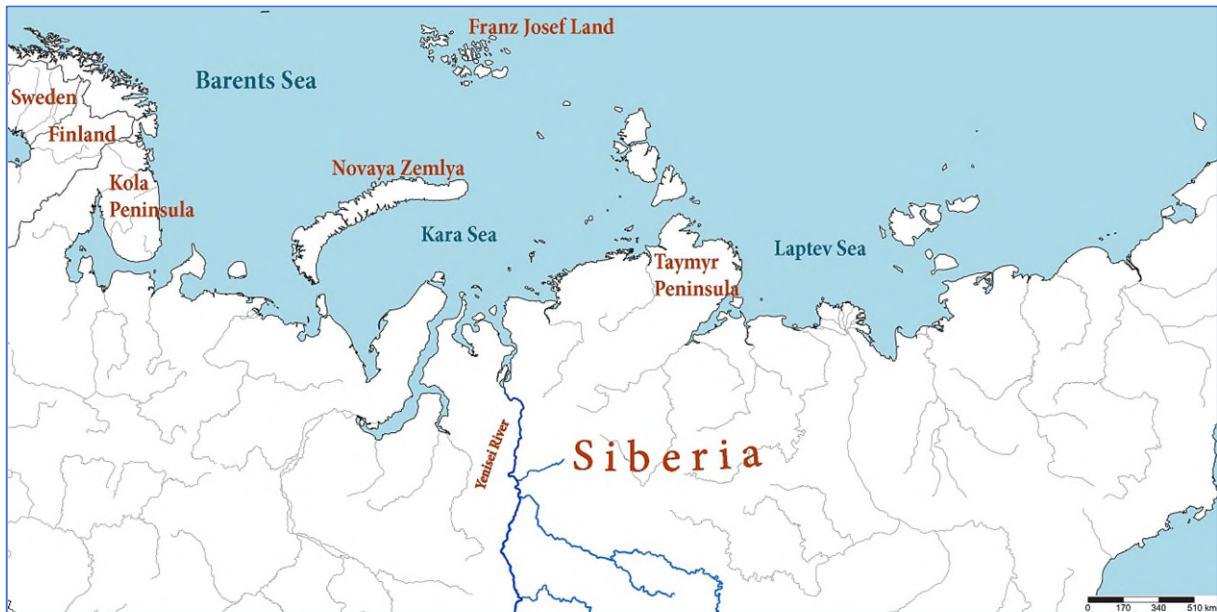 Franz Josef Land
Barents Sea
Sweden
Finland
Novaya Zemlya
Kola
Peninsula
Kara Sea
Laptev Sea
Taymyr
Peninsula
Yenisei River
Siberia
0 170 340 510 km